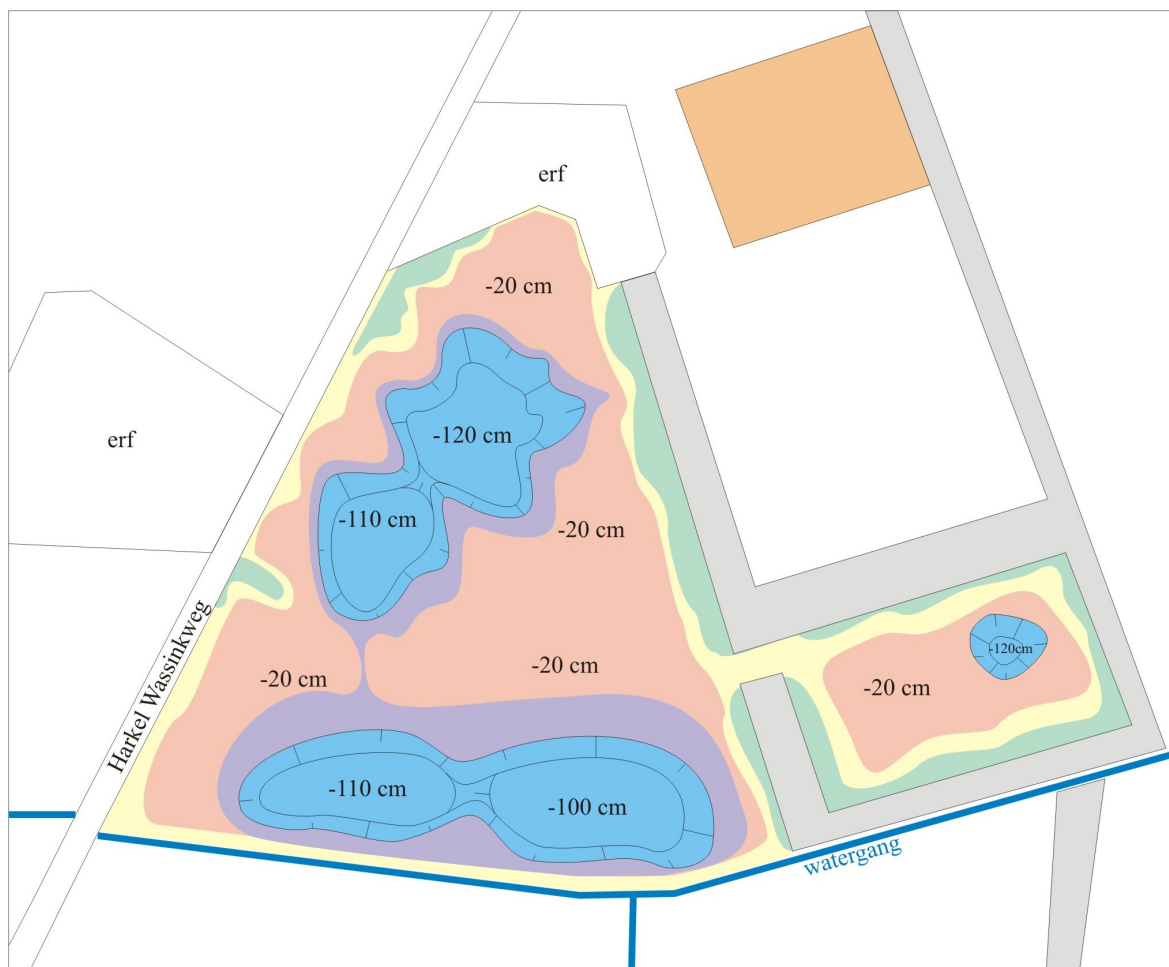 erf
-20 cm
erf
-120 cm
-110 cm
-20 cm
Harkel Wassinkweg
-20 cm
-20 cm
-120cm
-20 cm
-110 cm
-100 cm
watergang